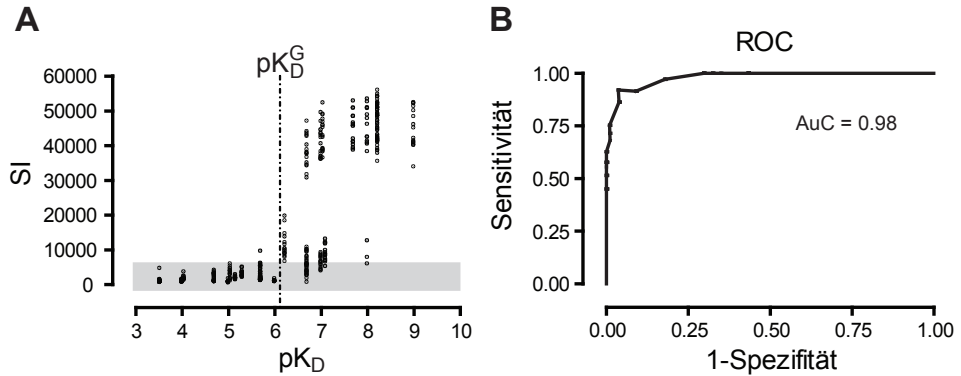 A
pK_D^G
60000
50000
40000
30000
20000
10000
0
SI
3 4 5 6 7 8 9 10
pK_D
B
ROC
1.00
0.75
0.50
0.25
0.00
Sensitivität
AuC = 0.98
0.00 0.25 0.50 0.75 1.00
1-Spezifität